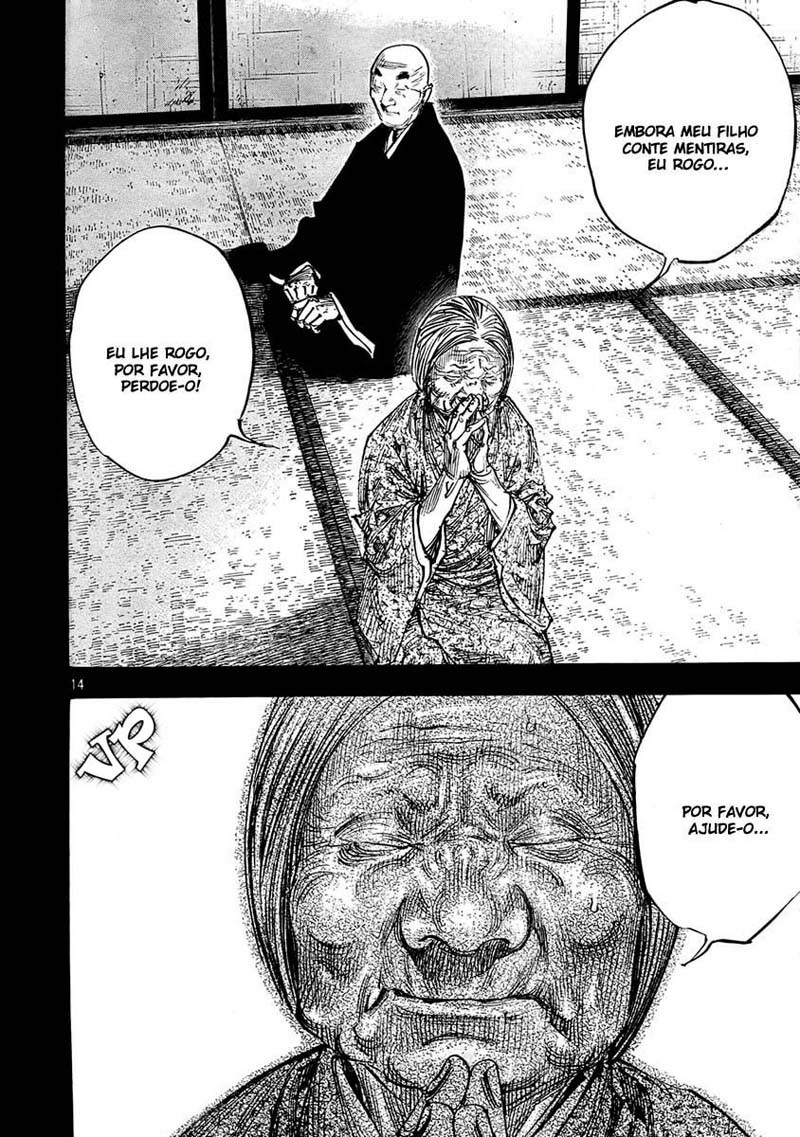 EMBORA MEU FILHO
CONTE MENTIRAS,
EU ROGO...
EU LHE ROGO,
POR FAVOR,
PERDOE-O!
14
VP
POR FAVOR,
AJUDE-O...